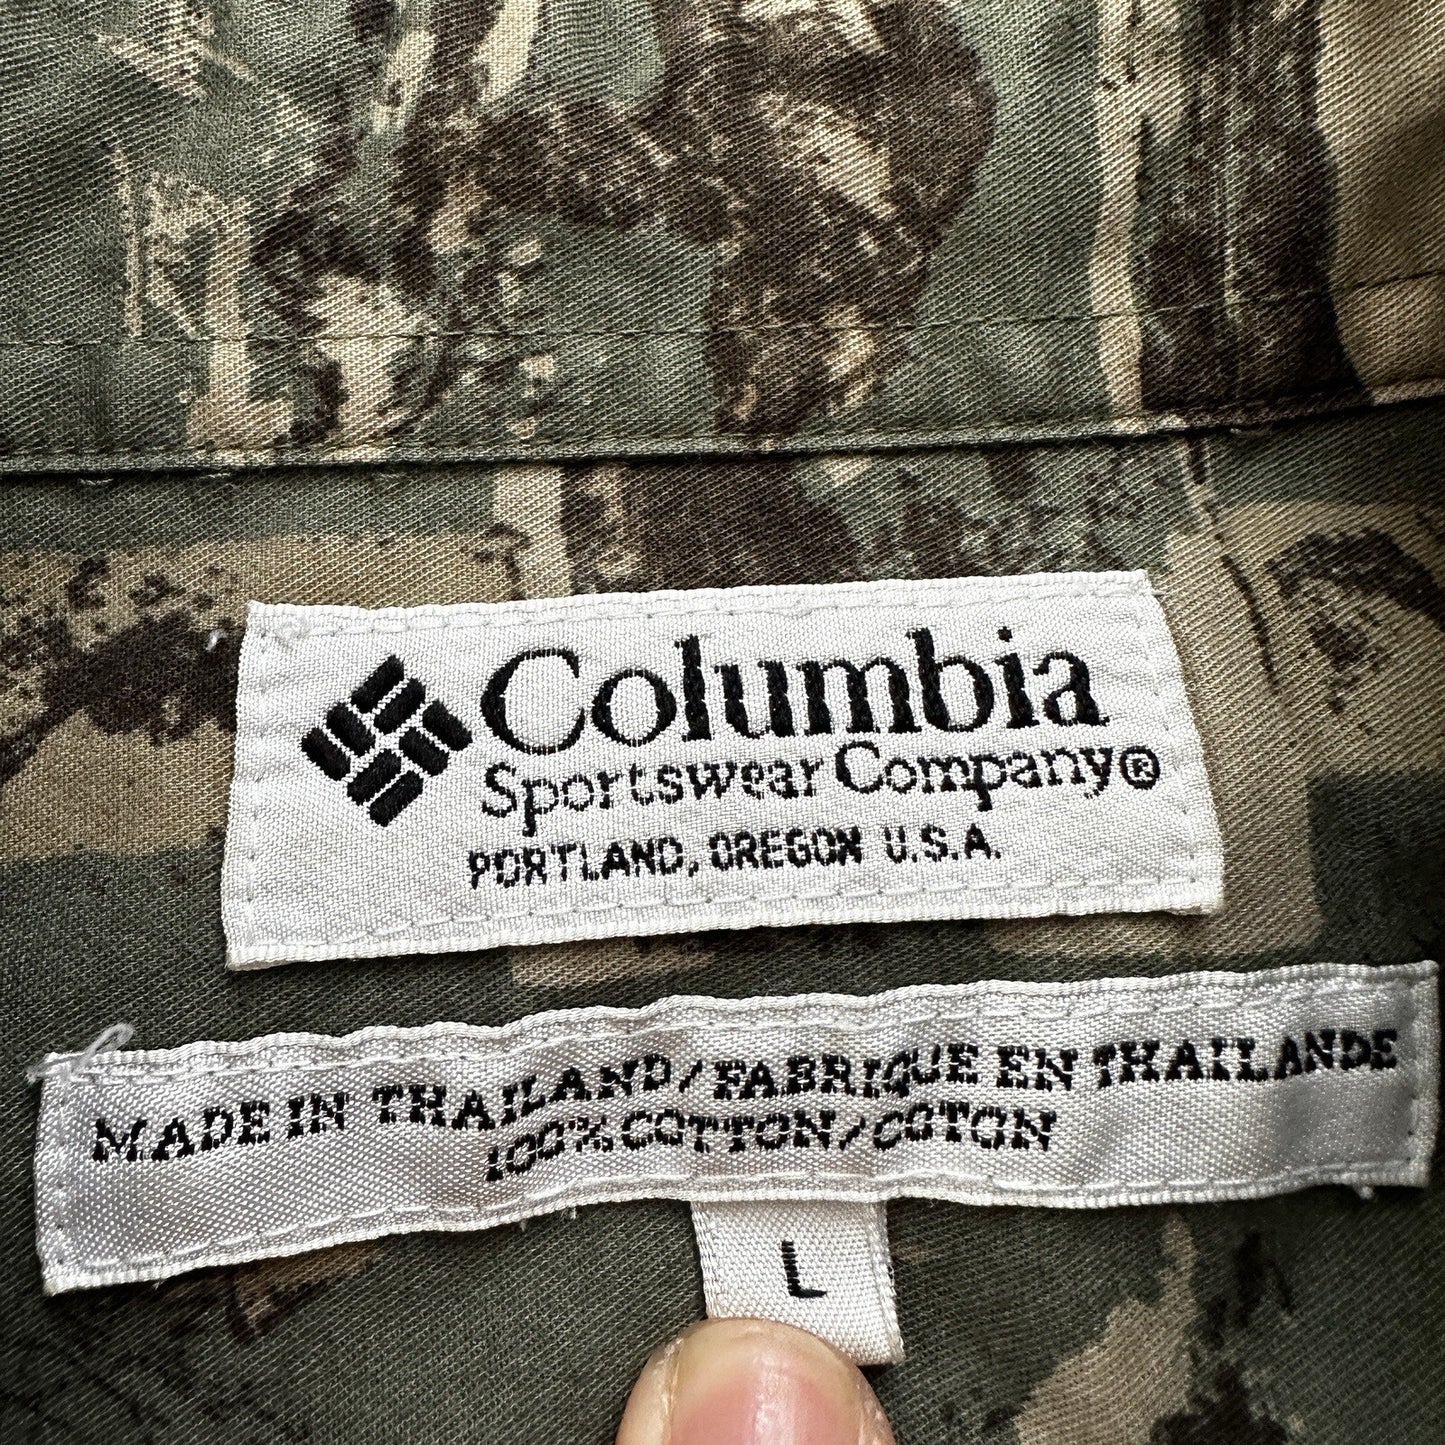 Columbia
Sportswear Company®
PORTLAND, OREGON U.S.A.
MADE IN THAILAND/FABRIQUE EN THAILANDE
100% COTTON/COTON
L